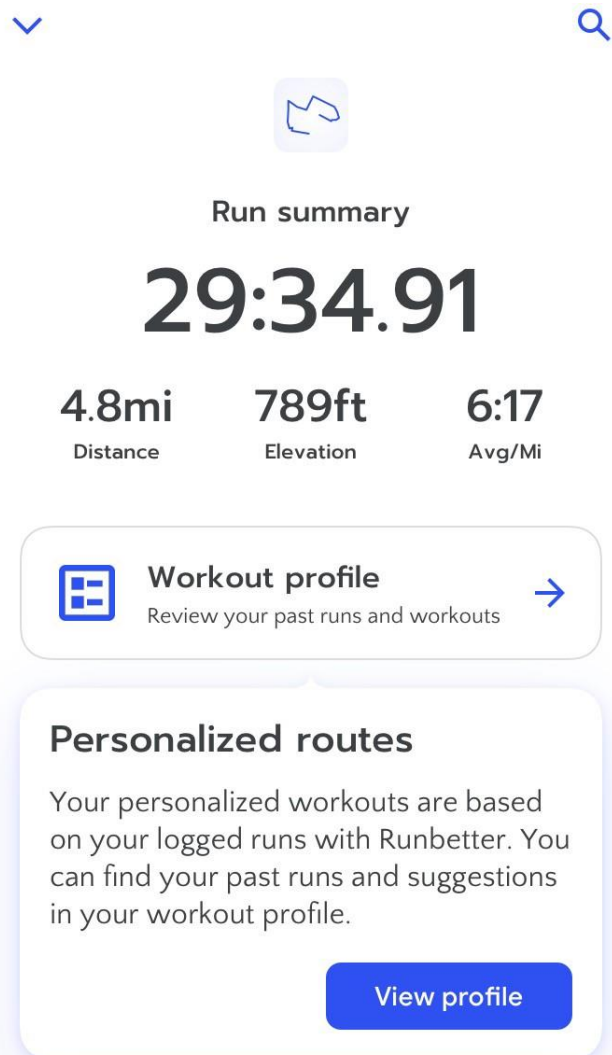 Run summary
29:34.91
4.8mi 789ft 6:17
Distance Elevation Avg/Mi
Workout profile
Review your past runs and workouts
Personalized routes
Your personalized workouts are based
on your logged runs with Runbetter. You
can find your past runs and suggestions
in your workout profile.
View profile